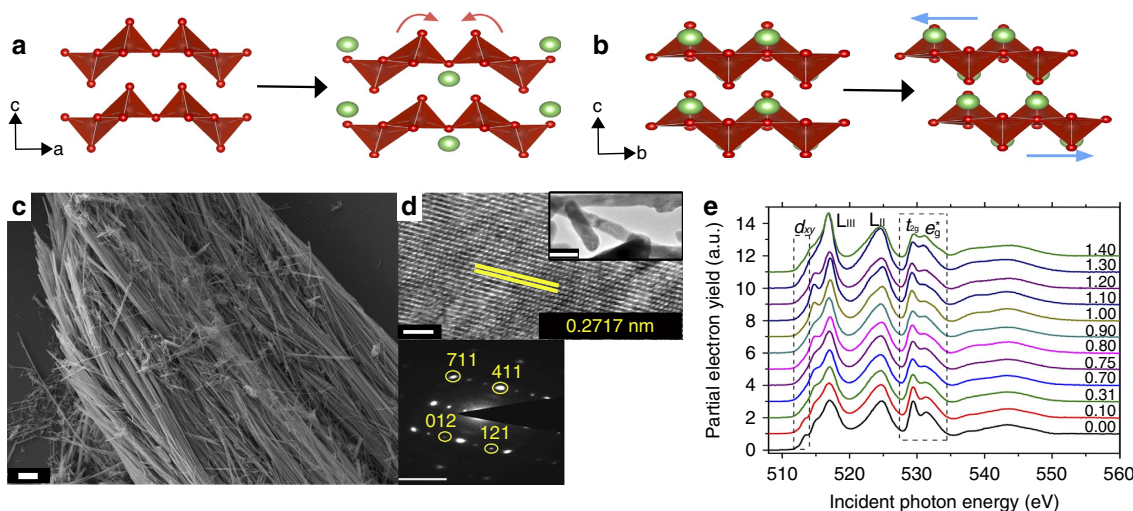 a
c
a
b
c
b
c
d
0.2717 nm
711
411
012
121
e
Partial electron yield (a.u.)
14
12
10
8
6
4
2
0
dxy
LIII
LII
t2g
e*g
1.40
1.30
1.20
1.10
1.00
0.90
0.80
0.75
0.70
0.31
0.10
0.00
510
520
530
540
550
560
Incident photon energy (eV)